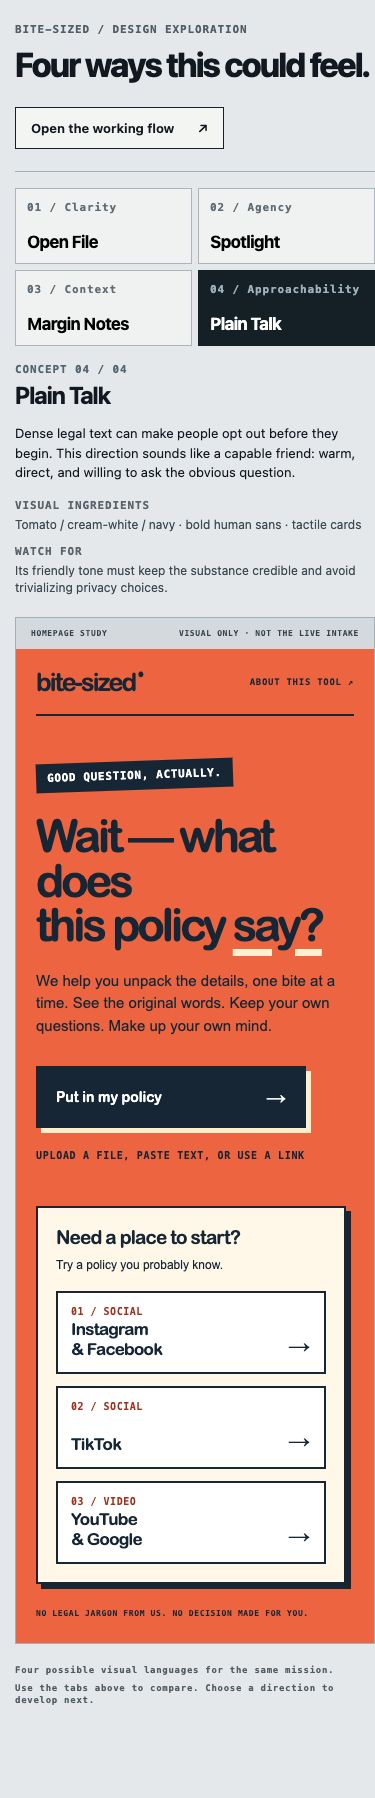 BITE-SIZED / DESIGN EXPLORATION
Four ways this could feel.
Open the working flow ↗
01 / Clarity
Open File
02 / Agency
Spotlight
03 / Context
Margin Notes
04 / Approachability
Plain Talk
CONCEPT 04 / 04
Plain Talk
Dense legal text can make people opt out before they
begin. This direction sounds like a capable friend: warm,
direct, and willing to ask the obvious question.
VISUAL INGREDIENTS
Tomato / cream-white / navy · bold human sans · tactile cards
WATCH FOR
Its friendly tone must keep the substance credible and avoid
trivializing privacy choices.
HOMEPAGE STUDY
VISUAL ONLY · NOT THE LIVE INTAKE
bite-sized
ABOUT THIS TOOL ↗
GOOD QUESTION, ACTUALLY.
Wait — what
does
this policy say?
We help you unpack the details, one bite at a
time. See the original words. Keep your own
questions. Make up your own mind.
Put in my policy →
UPLOAD A FILE, PASTE TEXT, OR USE A LINK
Need a place to start?
Try a policy you probably know.
01 / SOCIAL
Instagram
& Facebook →
02 / SOCIAL
TikTok →
03 / VIDEO
YouTube
& Google →
NO LEGAL JARGON FROM US. NO DECISION MADE FOR YOU.
Four possible visual languages for the same mission.
Use the tabs above to compare. Choose a direction to
develop next.